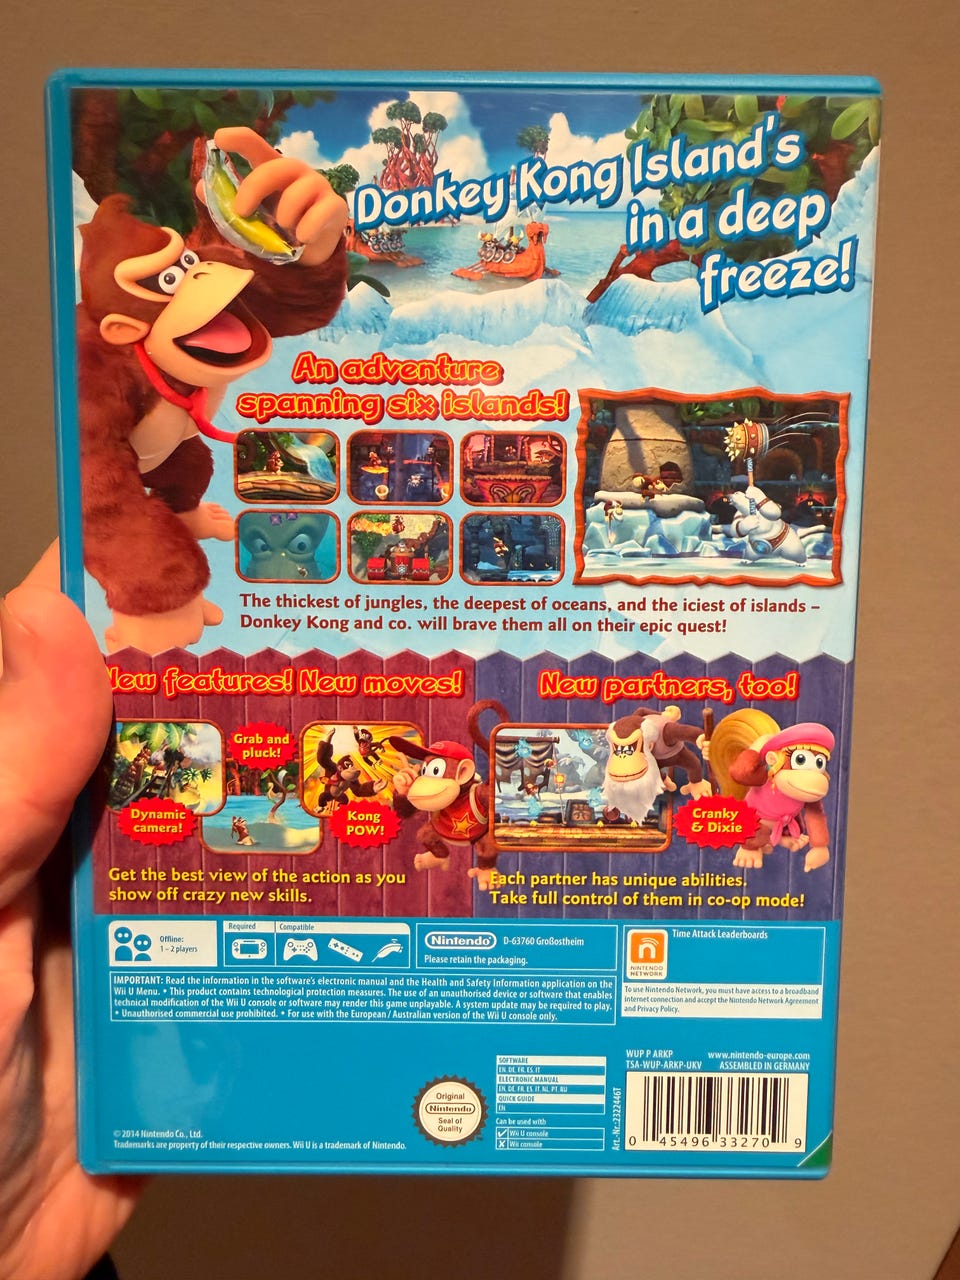 Donkey Kong Island's
in a deep
freeze!
An adventure
spanning six islands!
The thickest of jungles, the deepest of oceans, and the iciest of islands –
Donkey Kong and co. will brave them all on their epic quest!
New features! New moves!
Grab and
pluck!
Dynamic
camera!
Kong
POW!
Get the best view of the action as you
show off crazy new skills.
New partners, too!
Cranky
& Dixie
Each partner has unique abilities.
Take full control of them in co-op mode!
Offline:
1 – 2 players
Required
Compatible
Nintendo
D-63760 Großostheim
Please retain the packaging.
NINTENDO
NETWORK
Time Attack Leaderboards
To use Nintendo Network, you must have access to a broadband
internet connection and accept the Nintendo Network Agreement
and Privacy Policy.
IMPORTANT: Read the information in the software's electronic manual and the Health and Safety Information application on the
Wii U Menu. • This product contains technological protection measures. The use of an unauthorised device or software that enables
technical modification of the Wii U console or software may render this game unplayable. A system update may be required to play.
• Unauthorised commercial use prohibited. • For use with the European / Australian version of the Wii U console only.
SOFTWARE
EN, DE, FR, ES, IT
ELECTRONIC MANUAL
EN, DE, FR, ES, IT, NL, PT, RU
QUICK GUIDE
EN
Can be used with
Wii U console
Wii console
Original
Nintendo
Seal of
Quality
© 2014 Nintendo Co., Ltd.
Trademarks are property of their respective owners. Wii U is a trademark of Nintendo.
WUP P ARKP
www.nintendo-europe.com
TSA-WUP-ARKP-UKV
ASSEMBLED IN GERMANY
Art.-Nr.: 2322446T
0 45496 33270 9